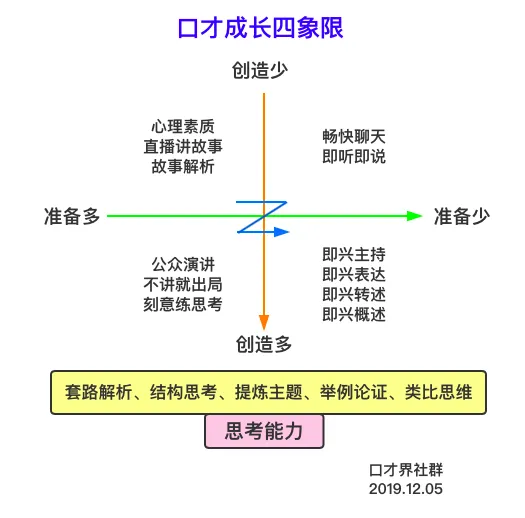 口才成长四象限
创造少
心理素质
直播讲故事
故事解析
畅快聊天
即听即说
准备多
准备少
公众演讲
不讲就出局
刻意练思考
即兴主持
即兴表达
即兴转述
即兴概述
创造多
套路解析、结构思考、提炼主题、举例论证、类比思维
思考能力
口才界社群
2019.12.05